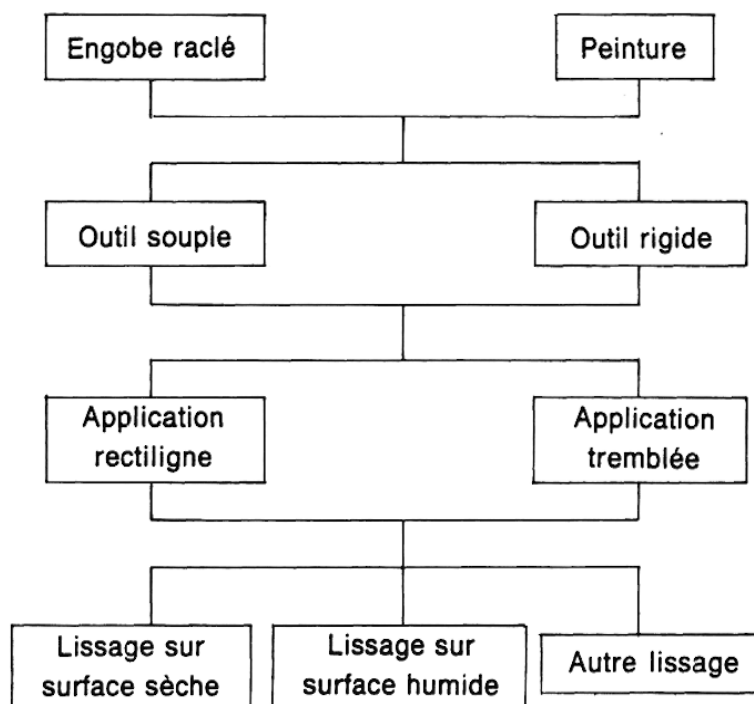 Engobe raclé
Peinture
Outil souple
Outil rigide
Application
rectiligne
Application
tremblée
Lissage sur
surface sèche
Lissage sur
surface humide
Autre lissage